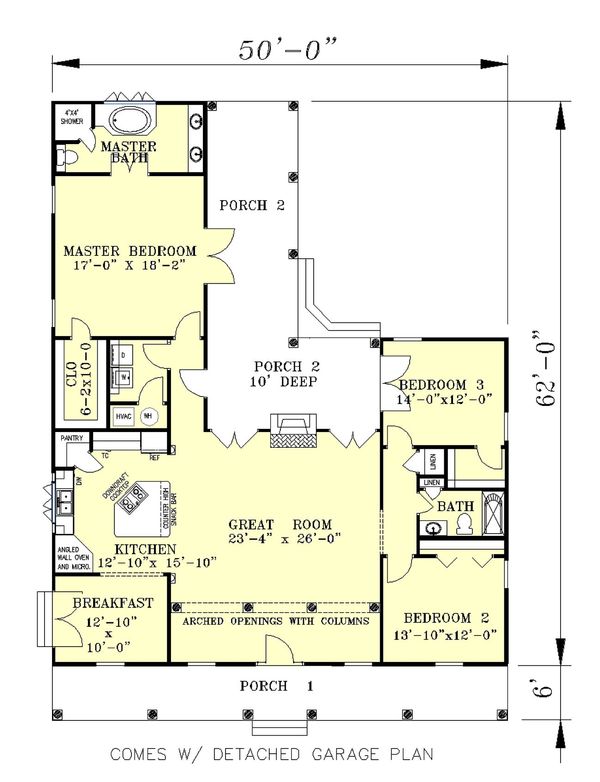 50'-0"
4'X4'
SHOWER
MASTER
BATH
PORCH 2
MASTER BEDROOM
17'-0" X 18'-2"
CLO
6-2x10-0
D
W
HVAC
WH
PORCH 2
10' DEEP
BEDROOM 3
14'-0"x12'-0"
62'-0"
PANTRY
TC
REF
LINEN
LINEN
DW
DOWNDRAFT
COOKTOP
COUNTER HIGH
SNACK BAR
BATH
GREAT ROOM
23'-4" x 26'-0"
KITCHEN
12'-10"x 15'-10"
ANGLED
WALL OVEN
AND MICRO.
BREAKFAST
12'-10"
x
10'-0"
ARCHED OPENINGS WITH COLUMNS
BEDROOM 2
13'-10"x12'-0"
PORCH 1
6'
COMES W/ DETACHED GARAGE PLAN